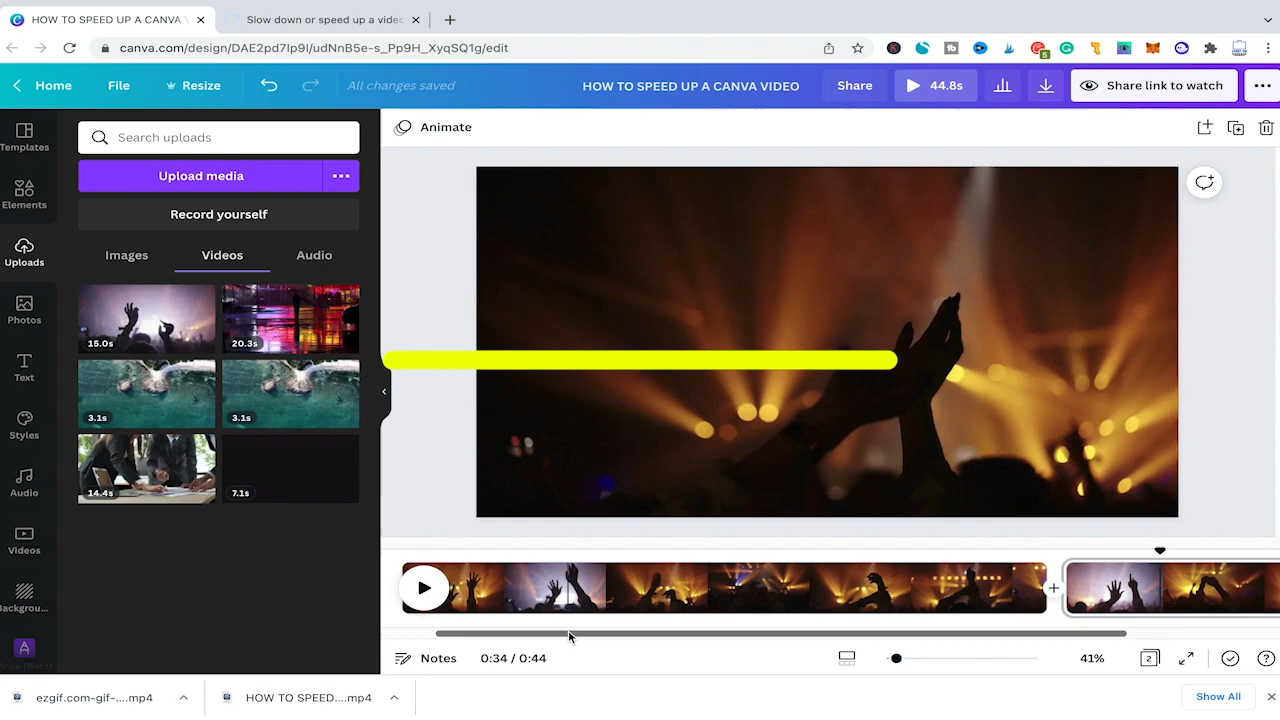 HOW TO SPEED UP A CANVA V
Slow down or speed up a video
canva.com/design/DAE2pd7lp9I/udNnB5e-s_Pp9H_XyqSQ1g/edit
Home
File
Resize
All changes saved
HOW TO SPEED UP A CANVA VIDEO
Share
44.8s
Share link to watch
Animate
Templates
Elements
Uploads
Photos
Text
Styles
Audio
Videos
Backgrou...
Draw (Beta)
Search uploads
Upload media
Record yourself
Images
Videos
Audio
15.0s
20.3s
3.1s
3.1s
14.4s
7.1s
Notes
0:34 / 0:44
41%
2
ezgif.com-gif-....mp4
HOW TO SPEED....mp4
Show All